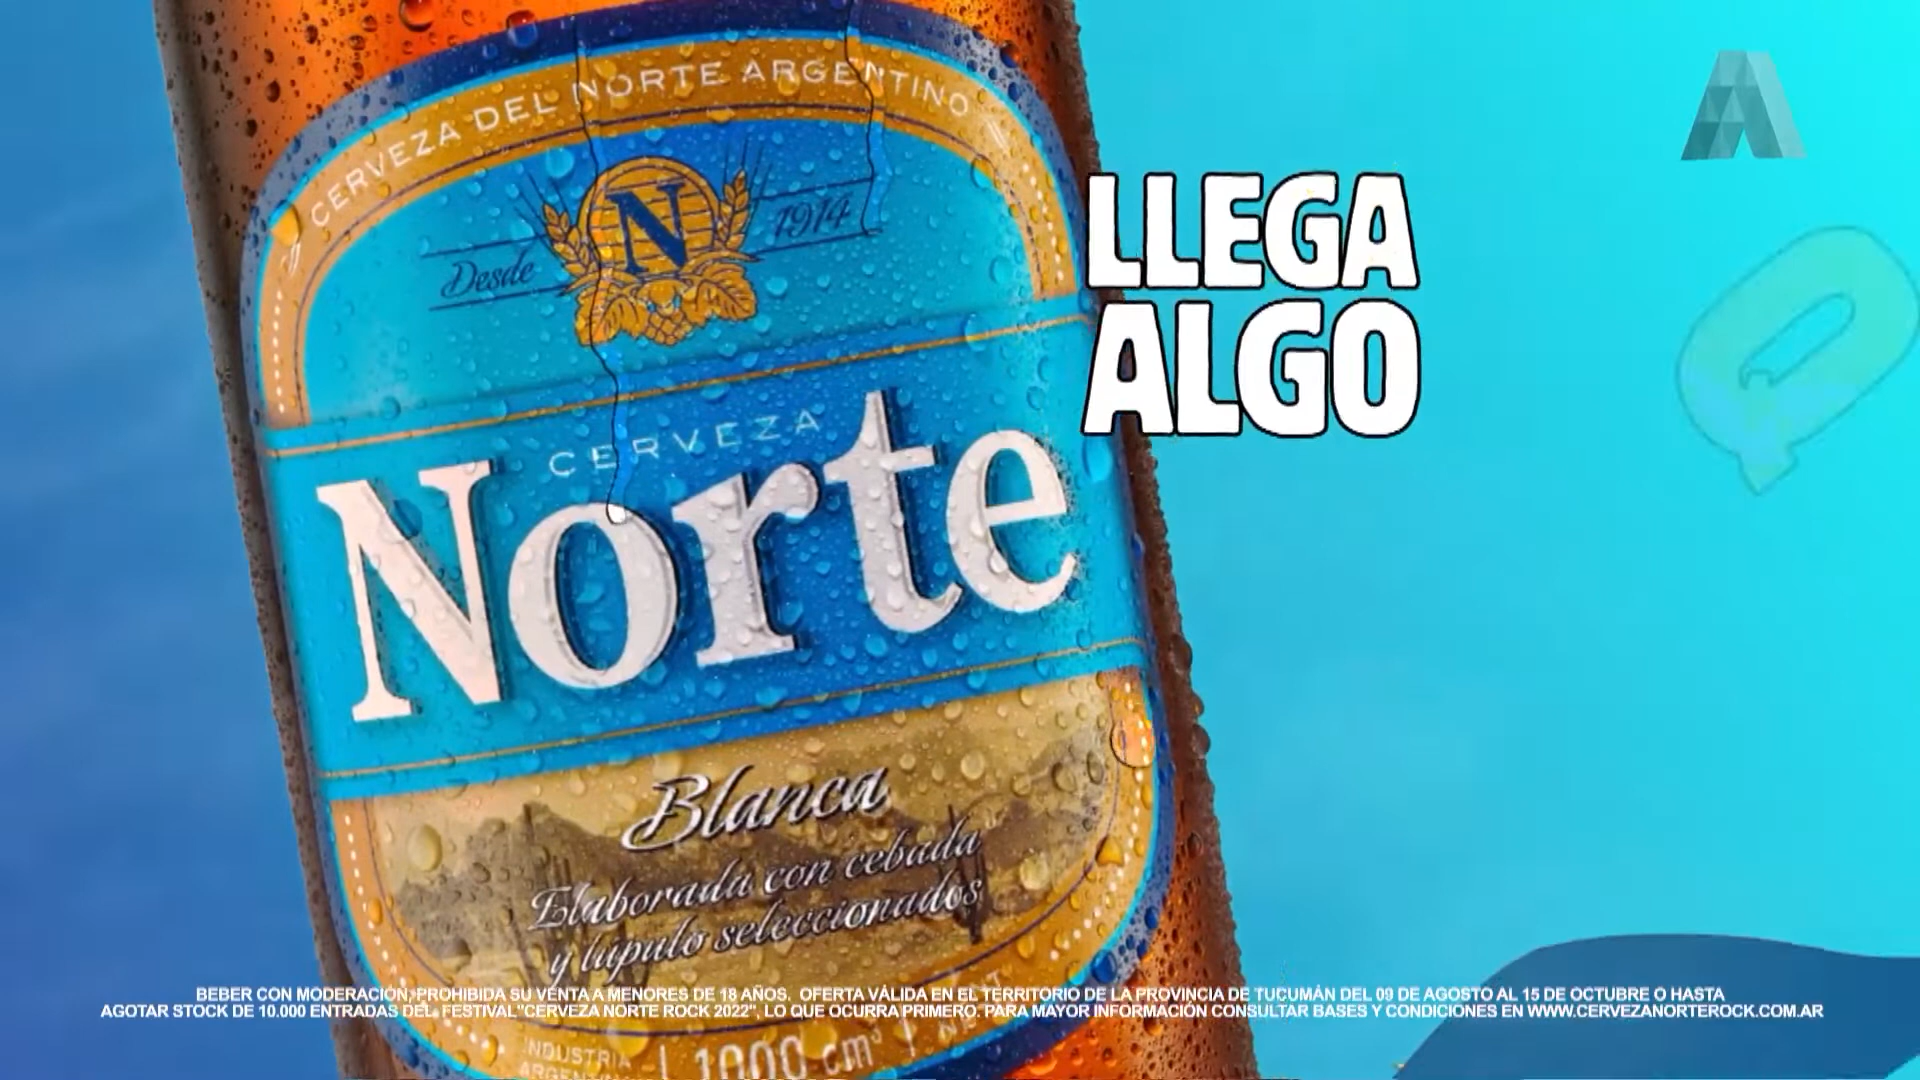 CERVEZA DEL NORTE ARGENTINO
N
Desde 1914
LLEGA
ALGO
CERVEZA
Norte
Blanca
Elaborada con cebada
y lúpulo seleccionados
BEBER CON MODERACIÓN, PROHIBIDA SU VENTA A MENORES DE 18 AÑOS. OFERTA VÁLIDA EN EL TERRITORIO DE LA PROVINCIA DE TUCUMÁN DEL 09 DE AGOSTO AL 15 DE OCTUBRE O HASTA
AGOTAR STOCK DE 10.000 ENTRADAS DEL FESTIVAL"CERVEZA NORTE ROCK 2022", LO QUE OCURRA PRIMERO. PARA MAYOR INFORMACIÓN CONSULTAR BASES Y CONDICIONES EN WWW.CERVEZANORTEROCK.COM.AR
INDUSTRIA
ARGENTINA
1000 cm³